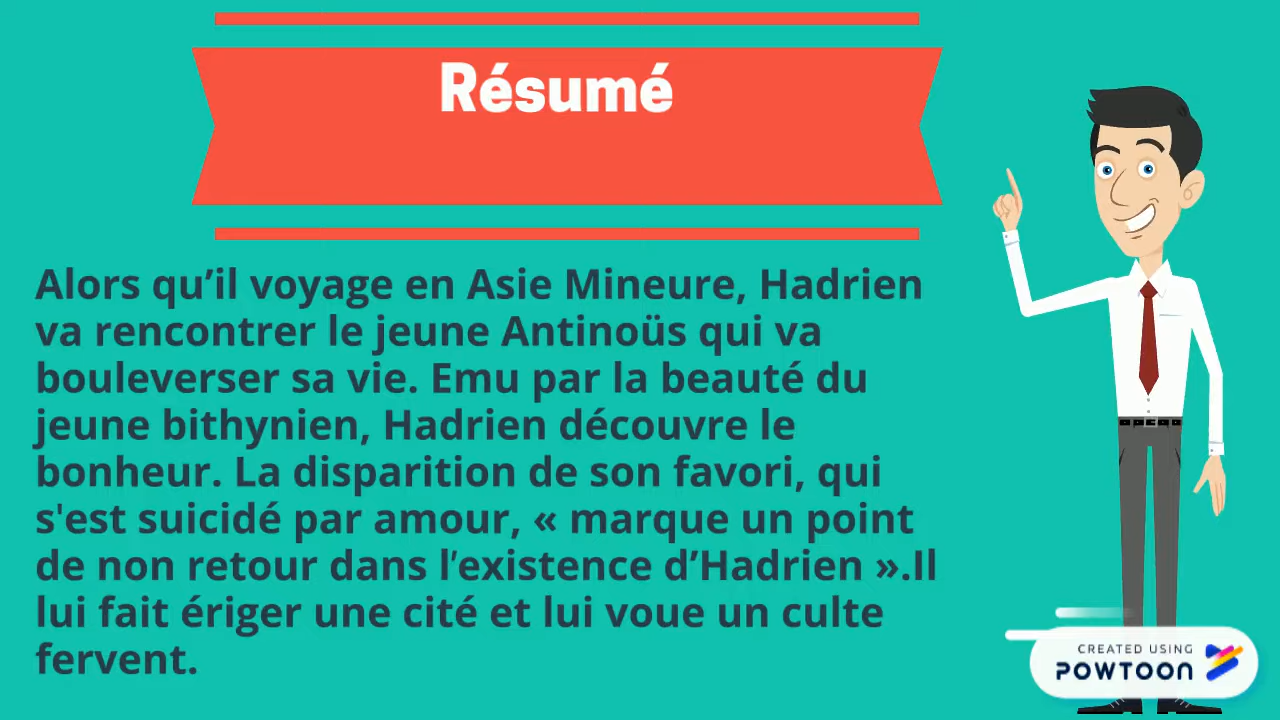 Résumé
Alors qu’il voyage en Asie Mineure, Hadrien
va rencontrer le jeune Antinoüs qui va
bouleverser sa vie. Emu par la beauté du
jeune bithynien, Hadrien découvre le
bonheur. La disparition de son favori, qui
s'est suicidé par amour, « marque un point
de non retour dans l'existence d’Hadrien ».Il
lui fait ériger une cité et lui voue un culte
fervent.
CREATED USING
POWTOON